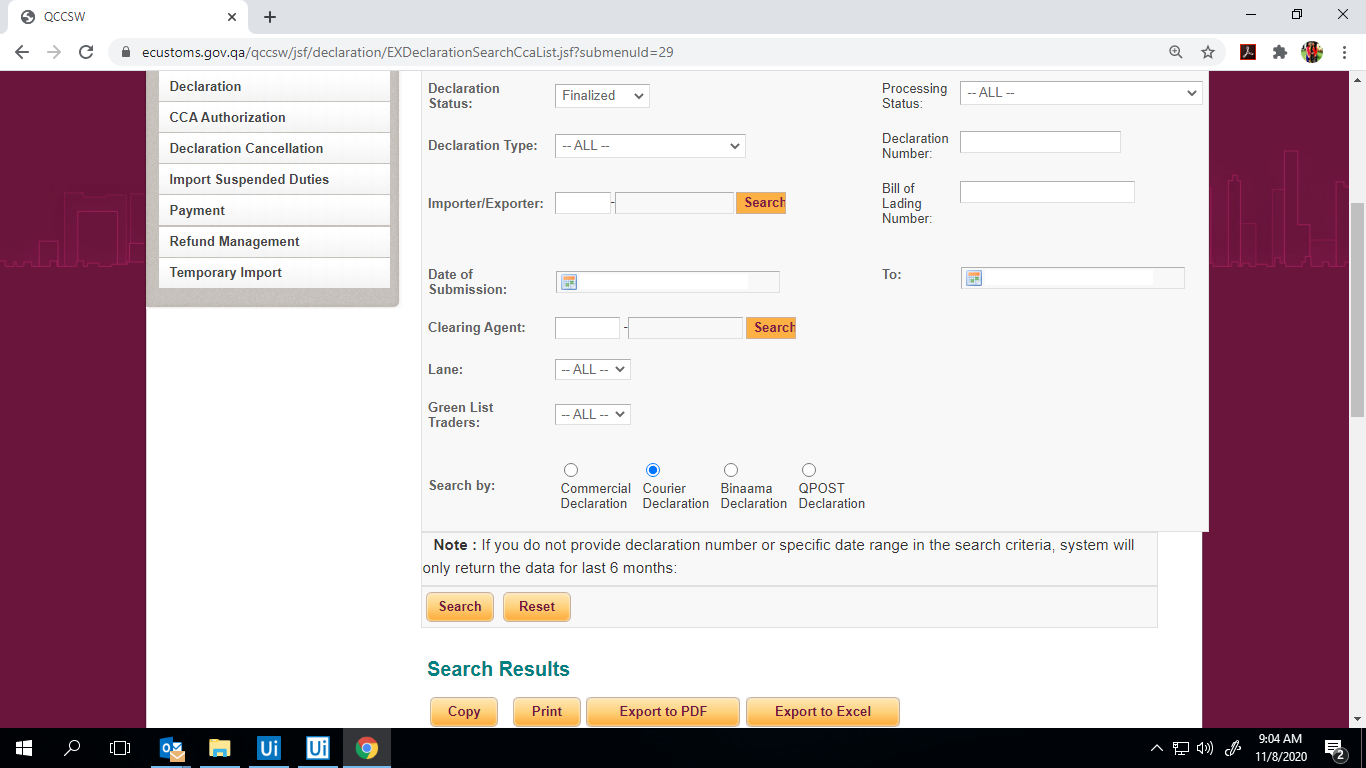 QCCSW
ecustoms.gov.qa/qccsw/jsf/declaration/EXDeclarationSearchCcaList.jsf?submenuId=29
Declaration
CCA Authorization
Declaration Cancellation
Import Suspended Duties
Payment
Refund Management
Temporary Import
Declaration
Status:
Finalized
Processing
Status:
-- ALL --
Declaration Type:
-- ALL --
Declaration
Number:
Importer/Exporter:
-
Search
Bill of
Lading
Number:
Date of
Submission:
To:
Clearing Agent:
-
Search
Lane:
-- ALL --
Green List
Traders:
-- ALL --
Search by:
Commercial
Declaration
Courier
Declaration
Binaama
Declaration
QPOST
Declaration
Note : If you do not provide declaration number or specific date range in the search criteria, system will
only return the data for last 6 months:
Search
Reset
Search Results
Copy
Print
Export to PDF
Export to Excel
Ui
Ui
9:04 AM
11/8/2020
2